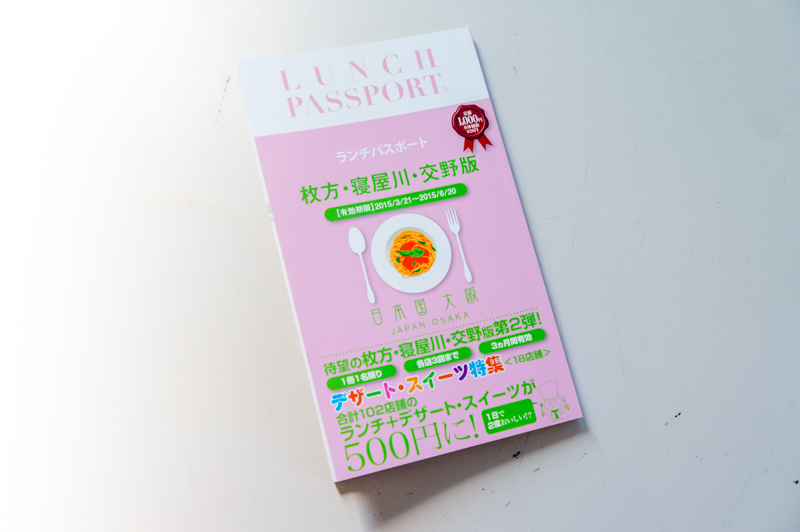 LUNCH
PASSPORT®
ランチパスポート
1,000円
枚方・寝屋川・交野版
【有効期限】2015/3/21～2015/6/20
日本国 大阪
JAPAN OSAKA
待望の枚方・寝屋川・交野版第2弾!
1冊1名限り
各店3回まで
3ヵ月間有効
デザート・スイーツ特集
<18店舗>
合計102店舗の
ランチ+デザート・スイーツが
500円に!
1日で
2度おいしい!?